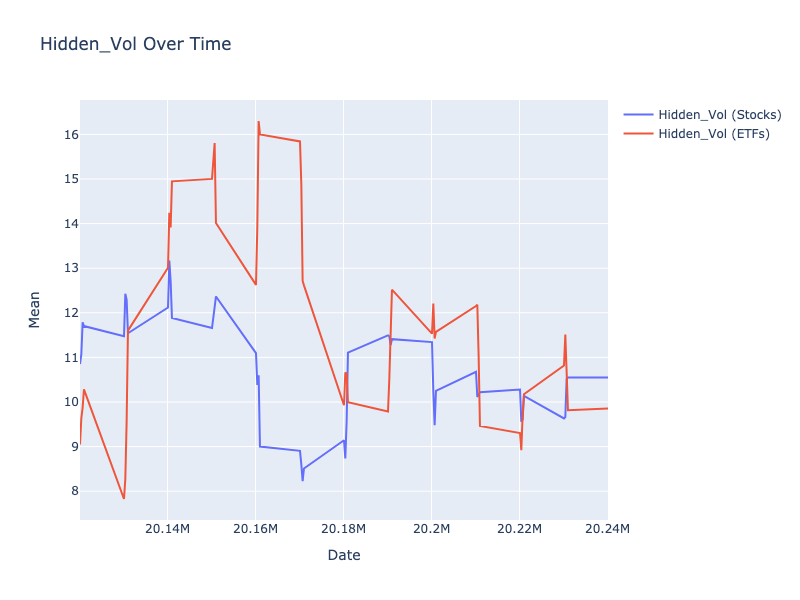 Hidden_Vol Over Time
Hidden_Vol (Stocks)
Hidden_Vol (ETFs)
Mean
16
15
14
13
12
11
10
9
8
20.14M
20.16M
20.18M
20.2M
20.22M
20.24M
Date